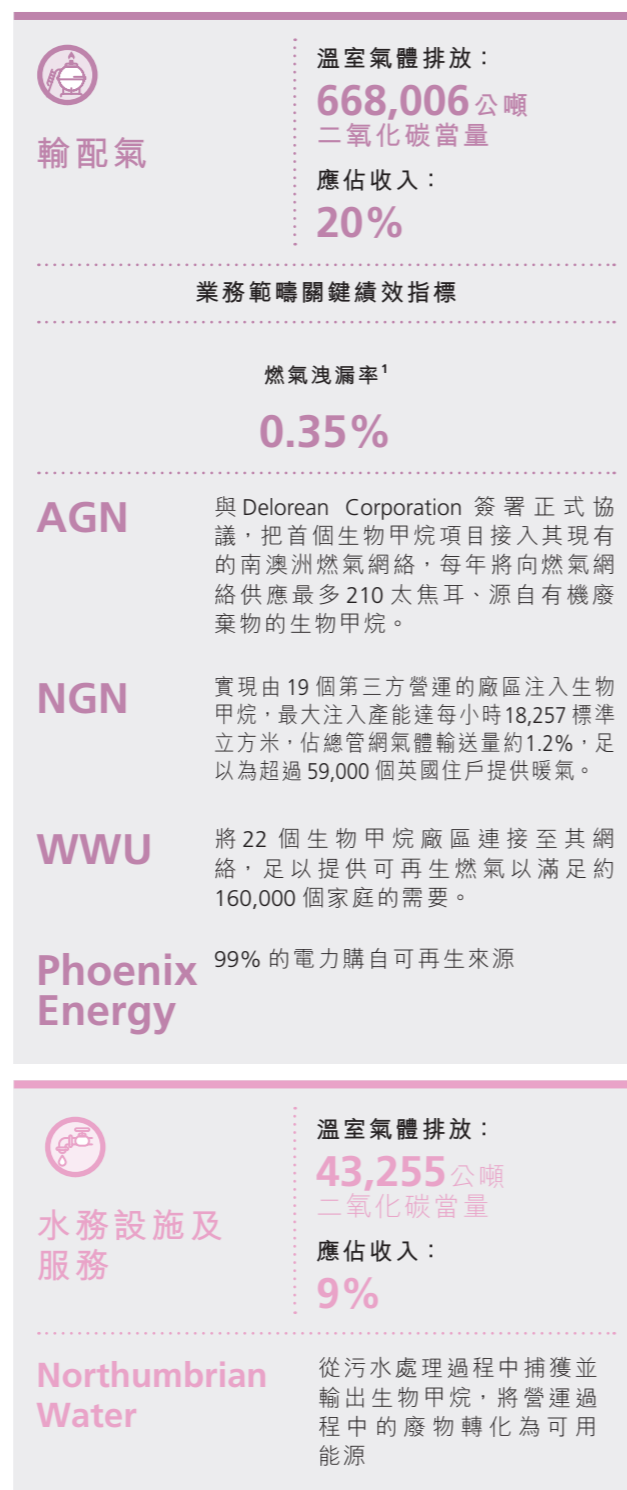 輸配氣
溫室氣體排放：
668,006公噸
二氧化碳當量
應佔收入：
20%
業務範疇關鍵績效指標
燃氣洩漏率¹
0.35%
AGN
與Delorean Corporation 簽署正式協
議，把首個生物甲烷項目接入其現有
的南澳洲燃氣網絡，每年將向燃氣網
絡供應最多210 太焦耳、源自有機廢
棄物的生物甲烷。
NGN
實現由19個第三方營運的廠區注入生物
甲烷，最大注入產能達每小時18,257標準
立方米，佔總管網氣體輸送量約1.2%，足
以為超過59,000個英國住戶提供暖氣。
WWU
將22 個生物甲烷廠區連接至其網
絡，足以提供可再生燃氣以滿足約
160,000個家庭的需要。
Phoenix
Energy
99% 的電力購自可再生來源
水務設施及
服務
溫室氣體排放：
43,255公噸
二氧化碳當量
應佔收入：
9%
Northumbrian
Water
從污水處理過程中捕獲並
輸出生物甲烷，將營運過
程中的廢物轉化為可用
能源